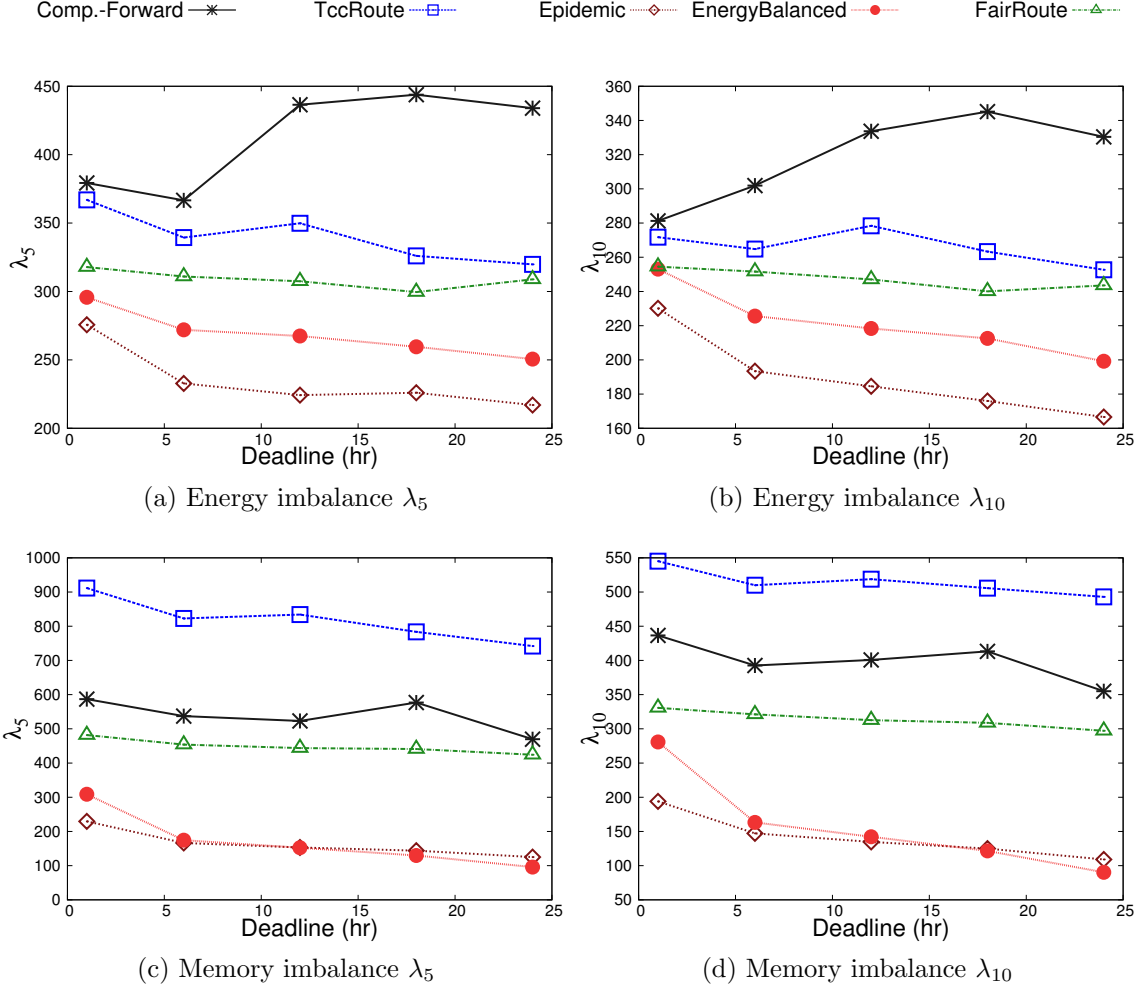 Comp.-Forward TccRoute Epidemic EnergyBalanced FairRoute
450
400
350
300
250
200
λ5
0 5 10 15 20 25
Deadline (hr)
(a) Energy imbalance λ5
360
340
320
300
280
260
240
220
200
180
160
λ10
0 5 10 15 20 25
Deadline (hr)
(b) Energy imbalance λ10
1000
900
800
700
600
500
400
300
200
100
0
λ5
0 5 10 15 20 25
Deadline (hr)
(c) Memory imbalance λ5
550
500
450
400
350
300
250
200
150
100
50
λ10
0 5 10 15 20 25
Deadline (hr)
(d) Memory imbalance λ10